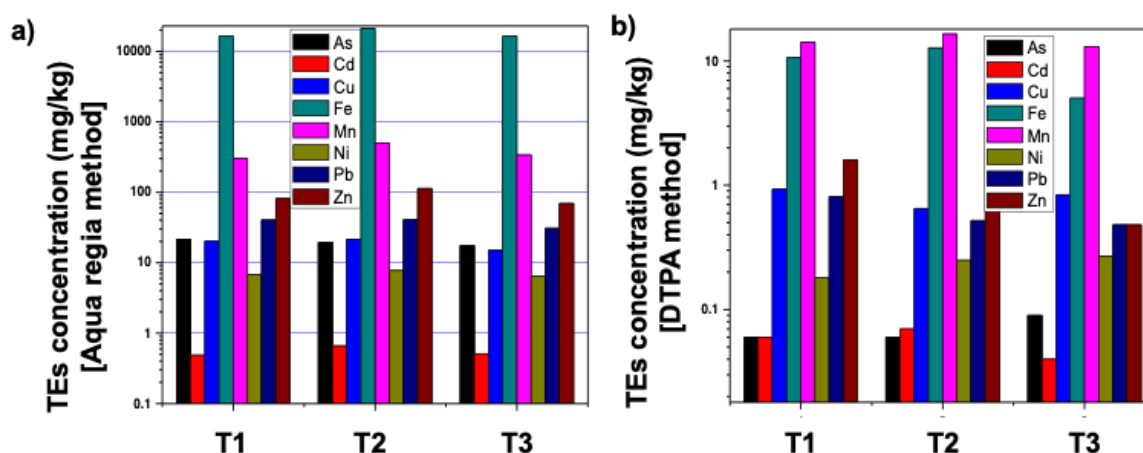 a)
TEs concentration (mg/kg)
[Aqua regia method]
10000
1000
100
10
1
0.1
As
Cd
Cu
Fe
Mn
Ni
Pb
Zn
T1 T2 T3
b)
TEs concentration (mg/kg)
[DTPA method]
10
1
0.1
As
Cd
Cu
Fe
Mn
Ni
Pb
Zn
T1 T2 T3